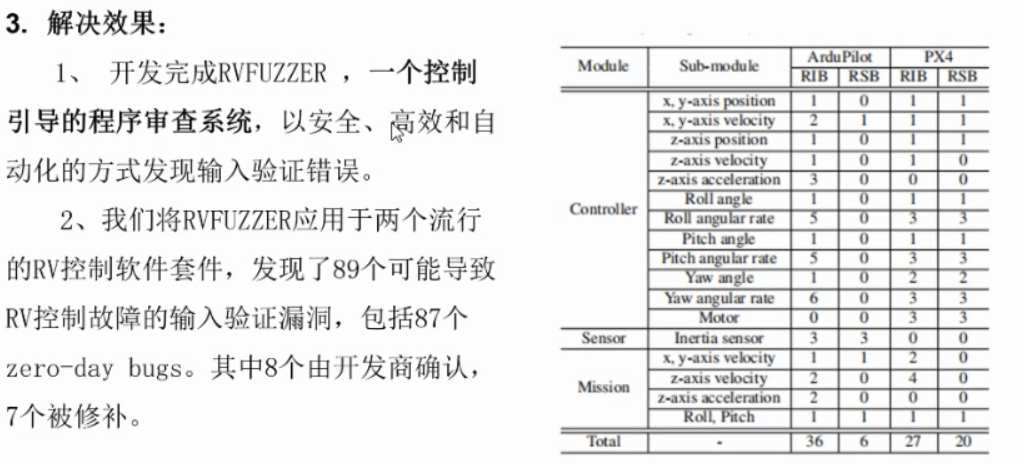 3. 解决效果：
1、 开发完成RVFUZZER ，一个控制
引导的程序审查系统，以安全、高效和自
动化的方式发现输入验证错误。
2、我们将RVFUZZER应用于两个流行
的RV控制软件套件，发现了89个可能导致
RV控制故障的输入验证漏洞，包括87个
zero-day bugs。其中8个由开发商确认，
7个被修补。
Module Sub-module ArduPilot PX4
RIB RSB RIB RSB
Controller
x, y-axis position 1 0 1 1
x, y-axis velocity 2 1 1 1
z-axis position 1 0 1 1
z-axis velocity 1 0 1 0
z-axis acceleration 3 0 0 0
Roll angle 1 0 1 1
Roll angular rate 5 0 3 3
Pitch angle 1 0 1 1
Pitch angular rate 5 0 3 3
Yaw angle 1 0 2 2
Yaw angular rate 6 0 3 3
Motor 0 0 3 3
Sensor Inertia sensor 3 3 0 0
Mission
x, y-axis velocity 1 1 2 0
z-axis velocity 2 0 4 0
z-axis acceleration 2 0 0 0
Roll, Pitch 1 1 1 1
Total - 36 6 27 20